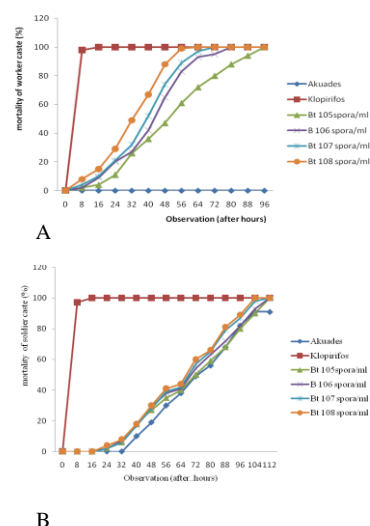 mortality of worker caste (%)
120
100
80
60
40
20
0
0 8 16 24 32 40 48 56 64 72 80 88 96
Observation (after hours)
Akuades
Klopirifos
Bt 105 spora/ml
B 106 spora/ml
Bt 107 spora/ml
Bt 108 spora/ml
A
mortality of soldier caste (%)
120
100
80
60
40
20
0
0 8 16 24 32 40 48 56 64 72 80 88 96 104 112
Observation (after..hours)
Akuades
Klopirifos
Bt 105spora/ml
B 106 spora/ml
Bt 107 spora/ml
Bt 108 spora/ml
B